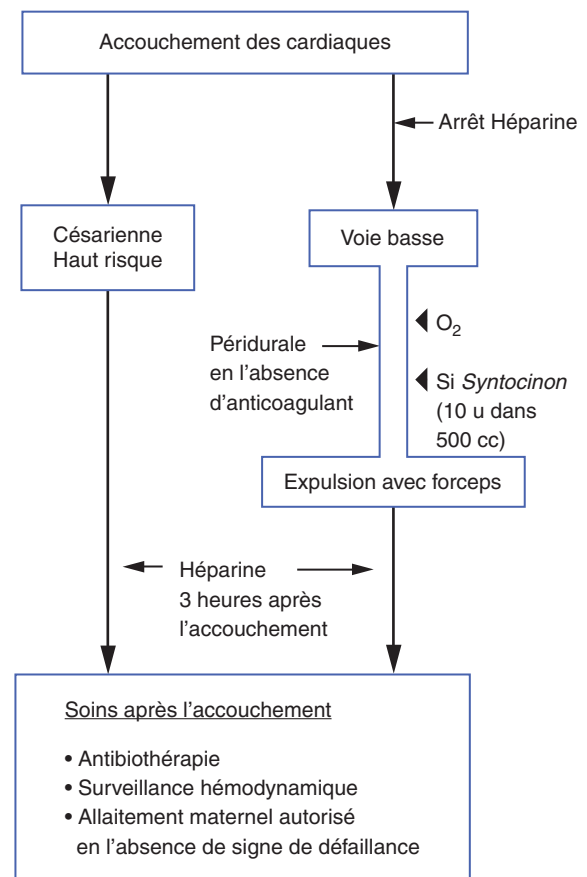 Accouchement des cardiaques
Arrêt Héparine
Césarienne
Haut risque
Voie basse
Péridurale
en l'absence
d'anticoagulant
O₂
Si Syntocinon
(10 u dans
500 cc)
Expulsion avec forceps
Héparine
3 heures après
l'accouchement
Soins après l'accouchement
• Antibiothérapie
• Surveillance hémodynamique
• Allaitement maternel autorisé
en l'absence de signe de défaillance